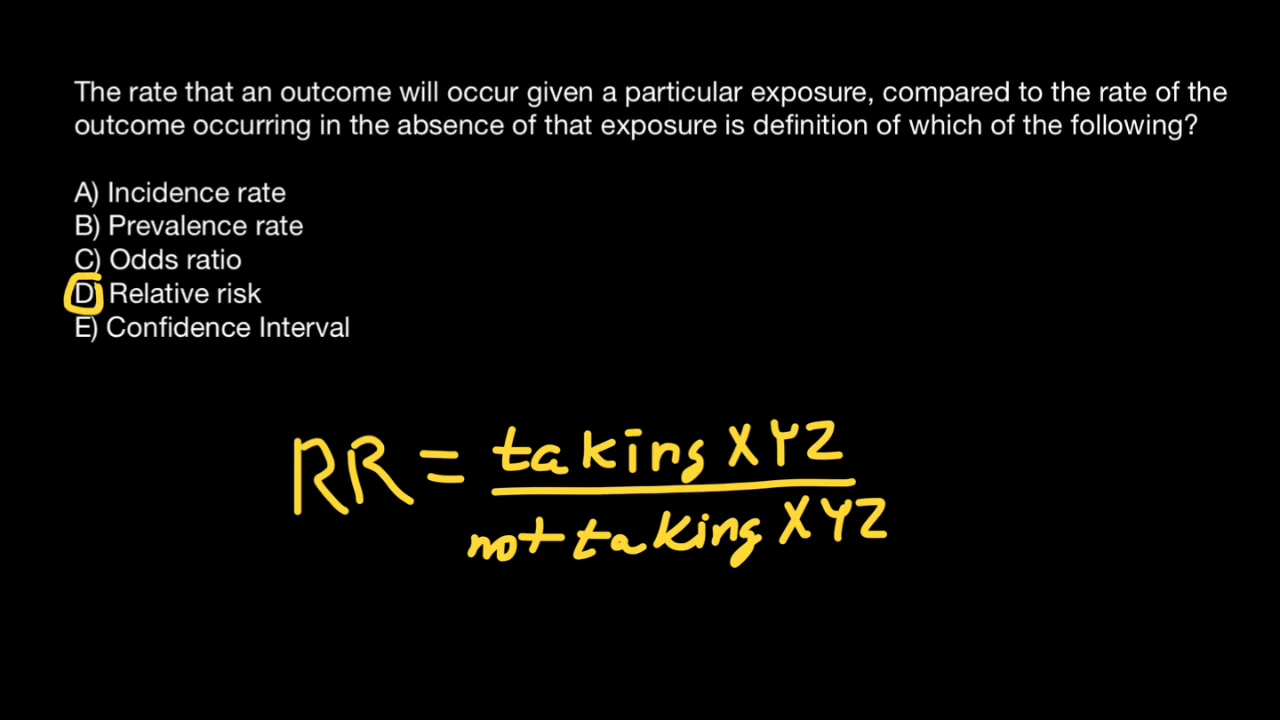 The rate that an outcome will occur given a particular exposure, compared to the rate of the
outcome occurring in the absence of that exposure is definition of which of the following?
A) Incidence rate
B) Prevalence rate
C) Odds ratio
D) Relative risk
E) Confidence Interval
RR = taking XYZ
not taking XYZ